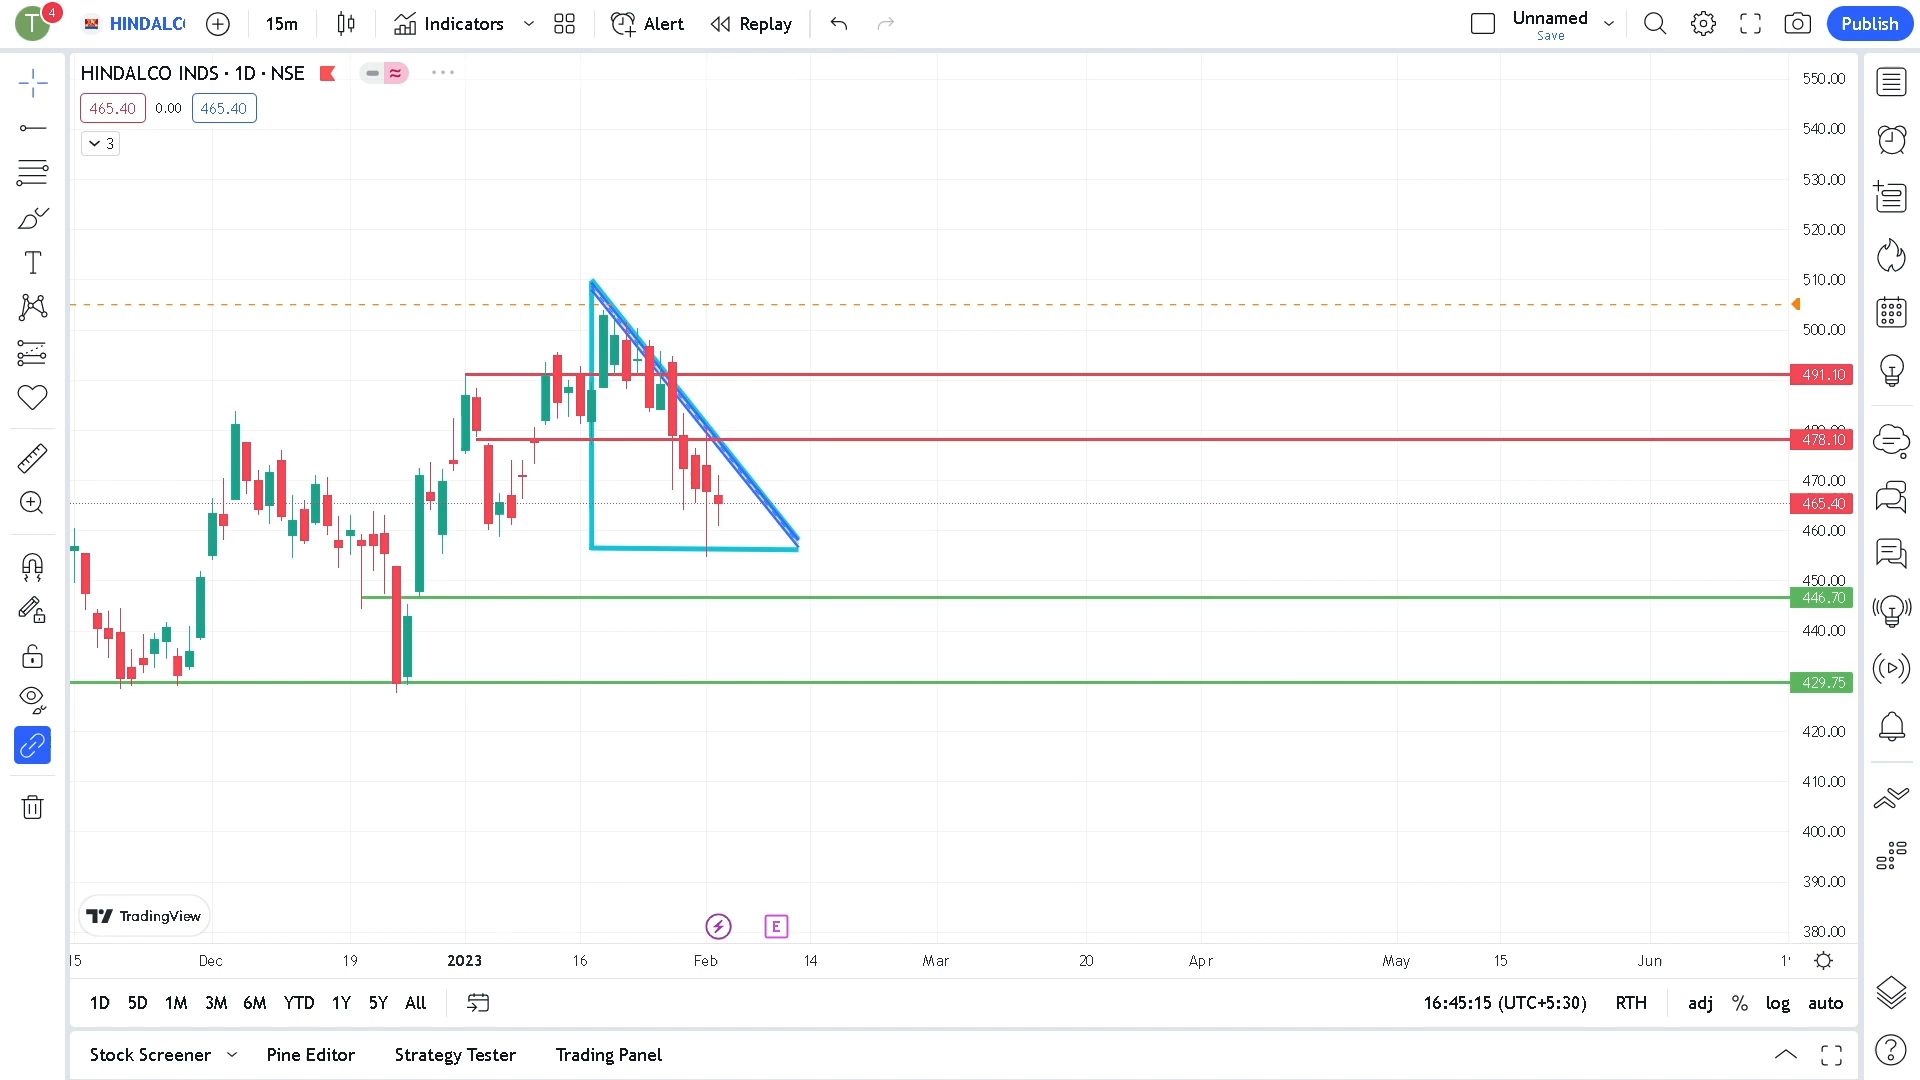 T 4 HINDALC 15m Indicators Alert Replay Unnamed Save Publish
HINDALCO INDS · 1D · NSE
465.40 0.00 465.40
3
550.00
540.00
530.00
520.00
510.00
500.00
491.10
478.10
470.00
465.40
460.00
450.00
446.70
440.00
429.75
420.00
410.00
400.00
390.00
380.00
TradingView
E
15 Dec 19 2023 16 Feb 14 Mar 20 Apr May 15 Jun
1D 5D 1M 3M 6M YTD 1Y 5Y All 16:45:15 (UTC+5:30) RTH adj % log auto
Stock Screener Pine Editor Strategy Tester Trading Panel